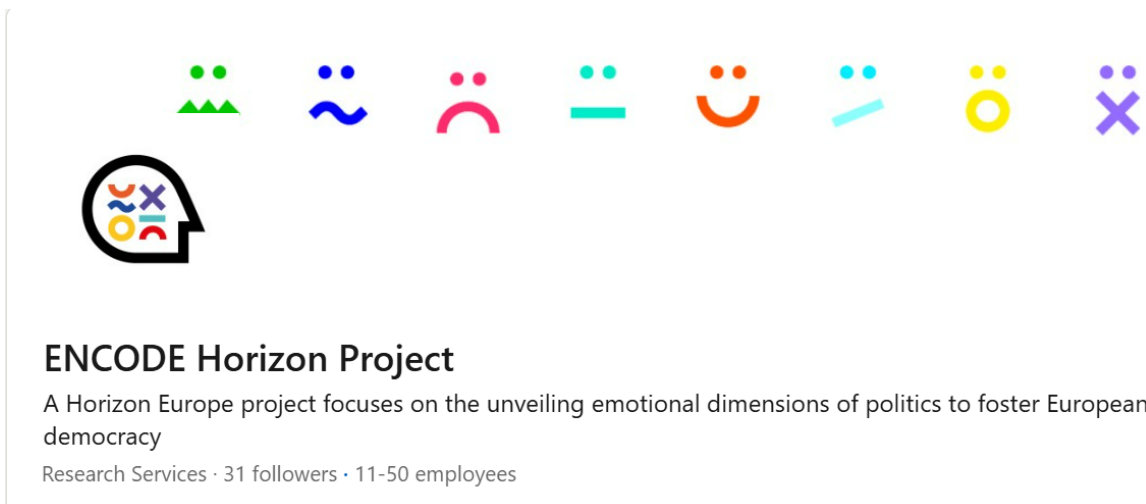 ENCODE Horizon Project
A Horizon Europe project focuses on the unveiling emotional dimensions of politics to foster European
democracy
Research Services · 31 followers · 11-50 employees